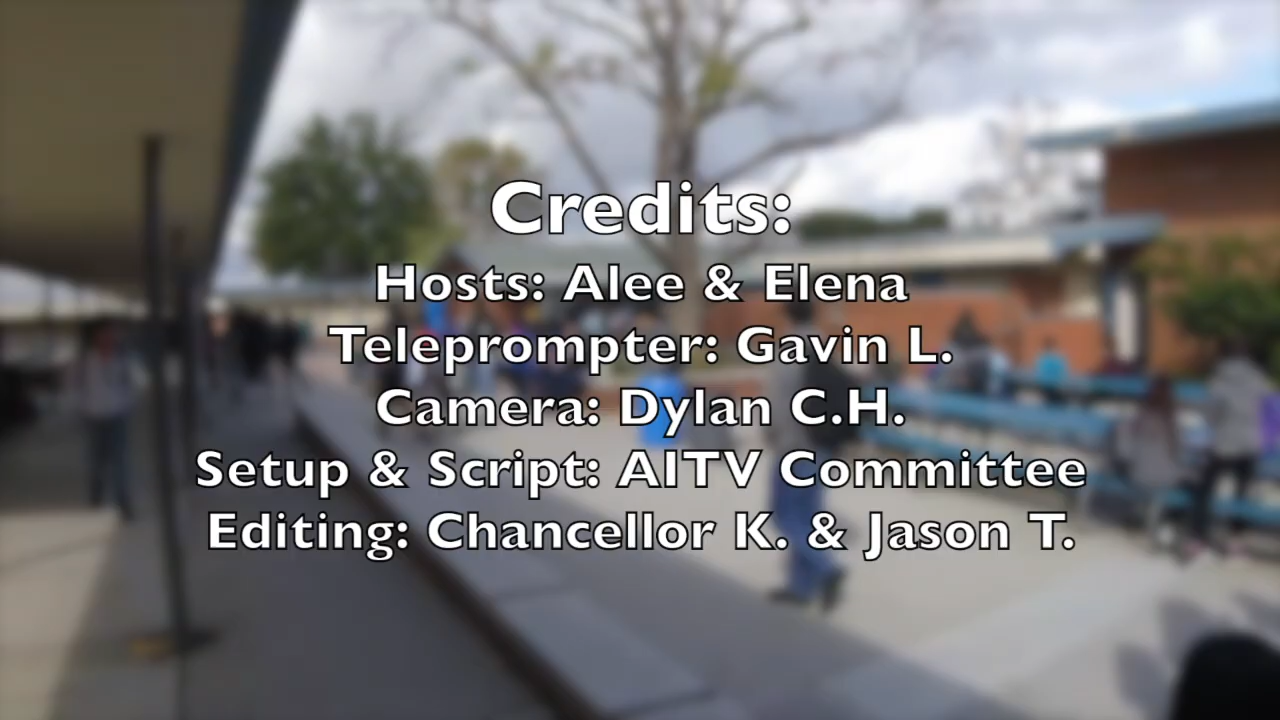 Credits:
Hosts: Alee & Elena
Teleprompter: Gavin L.
Camera: Dylan C.H.
Setup & Script: AITV Committee
Editing: Chancellor K. & Jason T.